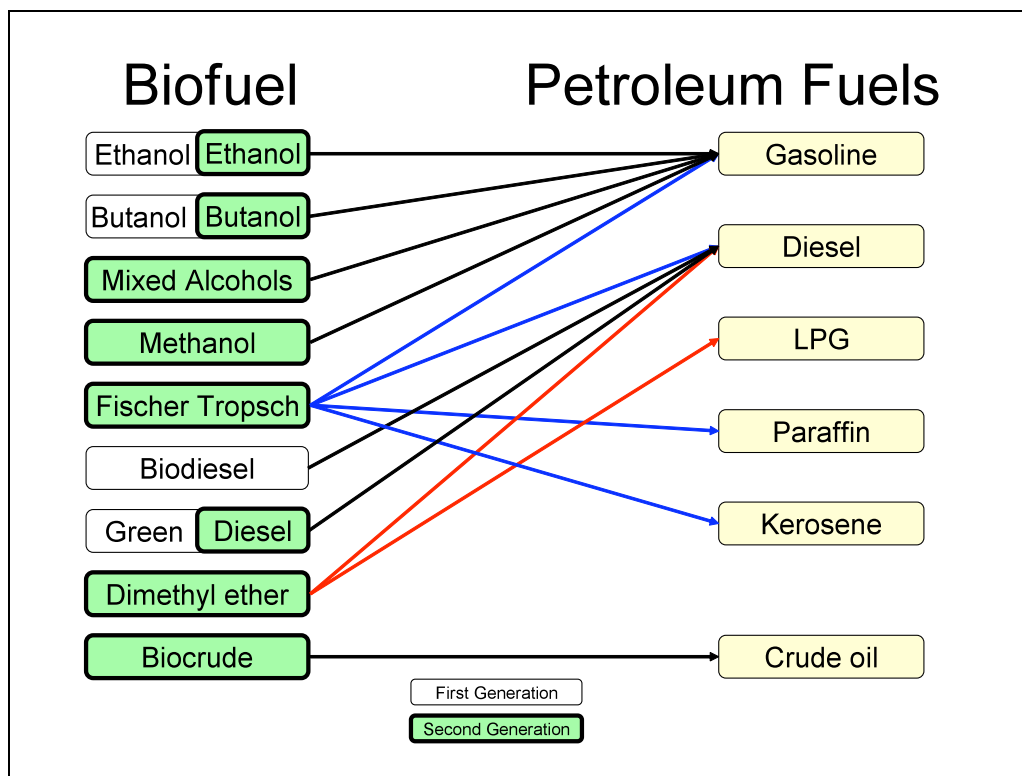 Biofuel
Petroleum Fuels
Ethanol Ethanol
Gasoline
Butanol Butanol
Diesel
Mixed Alcohols
Methanol
LPG
Fischer Tropsch
Paraffin
Biodiesel
Green Diesel
Kerosene
Dimethyl ether
Biocrude
Crude oil
First Generation
Second Generation